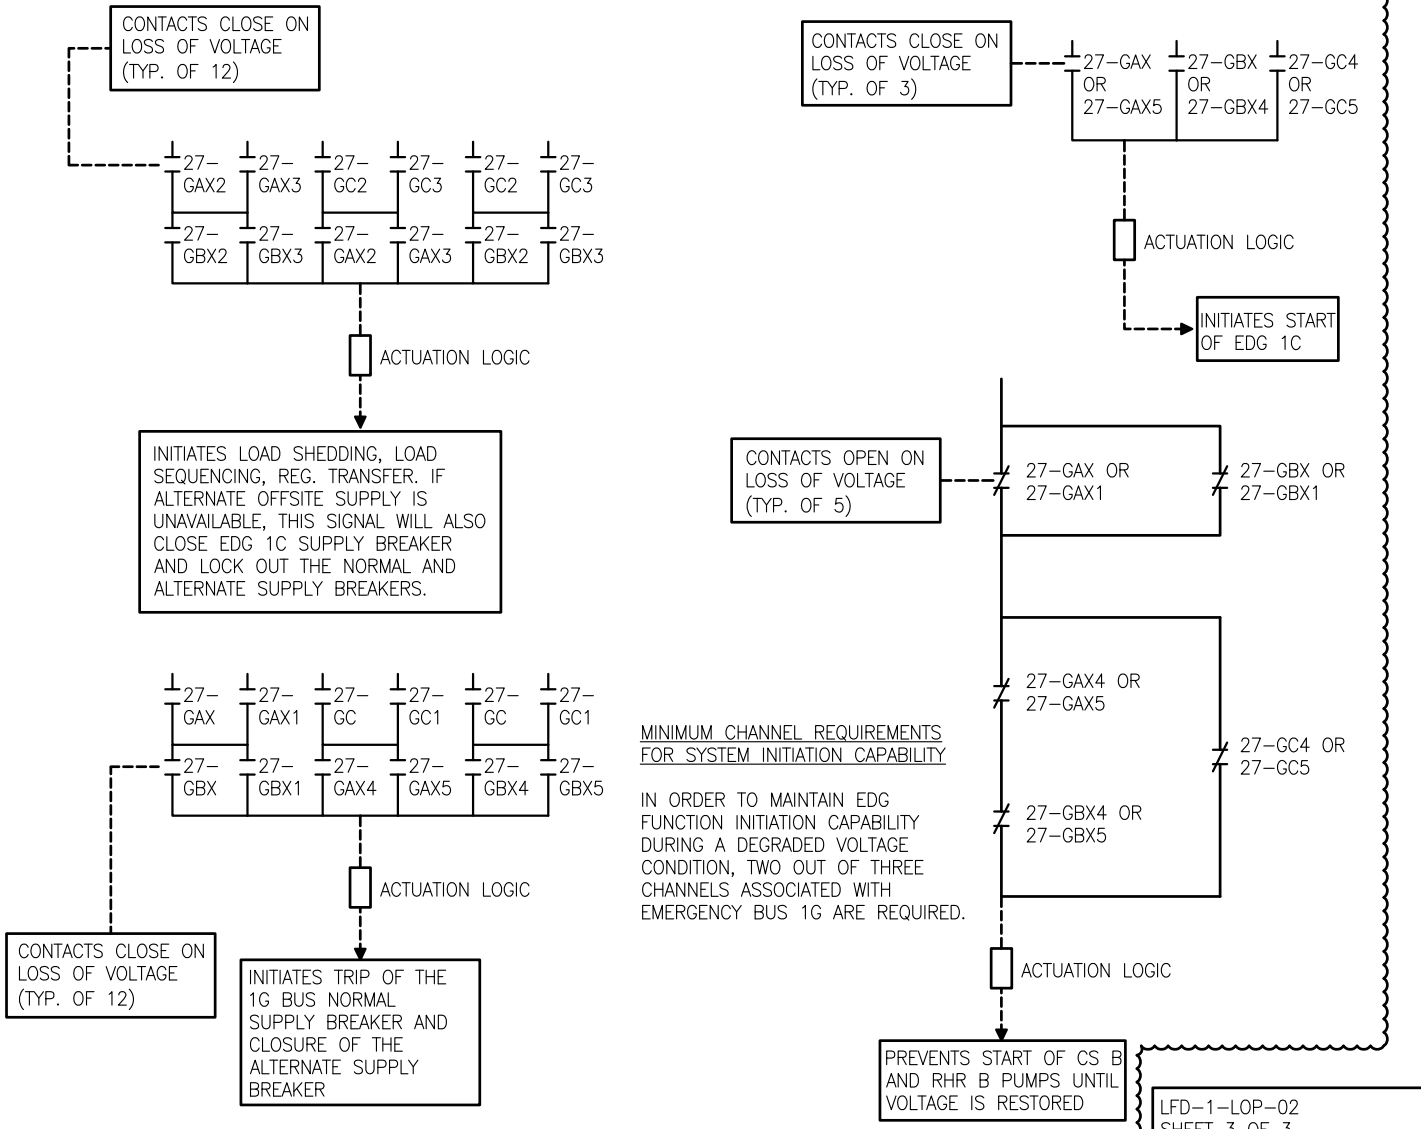 CONTACTS CLOSE ON
LOSS OF VOLTAGE
(TYP. OF 12)
27-
GAX2
27-
GAX3
27-
GC2
27-
GC3
27-
GC2
27-
GC3
27-
GBX2
27-
GBX3
27-
GAX2
27-
GAX3
27-
GBX2
27-
GBX3
ACTUATION LOGIC
INITIATES LOAD SHEDDING, LOAD
SEQUENCING, REG. TRANSFER. IF
ALTERNATE OFFSITE SUPPLY IS
UNAVAILABLE, THIS SIGNAL WILL ALSO
CLOSE EDG 1C SUPPLY BREAKER
AND LOCK OUT THE NORMAL AND
ALTERNATE SUPPLY BREAKERS.
27-
GAX
27-
GAX1
27-
GC
27-
GC1
27-
GC
27-
GC1
27-
GBX
27-
GBX1
27-
GAX4
27-
GAX5
27-
GBX4
27-
GBX5
ACTUATION LOGIC
CONTACTS CLOSE ON
LOSS OF VOLTAGE
(TYP. OF 12)
INITIATES TRIP OF THE
1G BUS NORMAL
SUPPLY BREAKER AND
CLOSURE OF THE
ALTERNATE SUPPLY
BREAKER
CONTACTS CLOSE ON
LOSS OF VOLTAGE
(TYP. OF 3)
27-GAX
OR
27-GAX5
27-GBX
OR
27-GBX4
27-GC4
OR
27-GC5
ACTUATION LOGIC
INITIATES START
OF EDG 1C
CONTACTS OPEN ON
LOSS OF VOLTAGE
(TYP. OF 5)
27-GAX OR
27-GAX1
27-GBX OR
27-GBX1
27-GAX4 OR
27-GAX5
27-GC4 OR
27-GC5
27-GBX4 OR
27-GBX5
MINIMUM CHANNEL REQUIREMENTS
FOR SYSTEM INITIATION CAPABILITY
IN ORDER TO MAINTAIN EDG
FUNCTION INITIATION CAPABILITY
DURING A DEGRADED VOLTAGE
CONDITION, TWO OUT OF THREE
CHANNELS ASSOCIATED WITH
EMERGENCY BUS 1G ARE REQUIRED.
ACTUATION LOGIC
PREVENTS START OF CS B
AND RHR B PUMPS UNTIL
VOLTAGE IS RESTORED
LFD-1-LOP-02
SHEET 3 OF 3